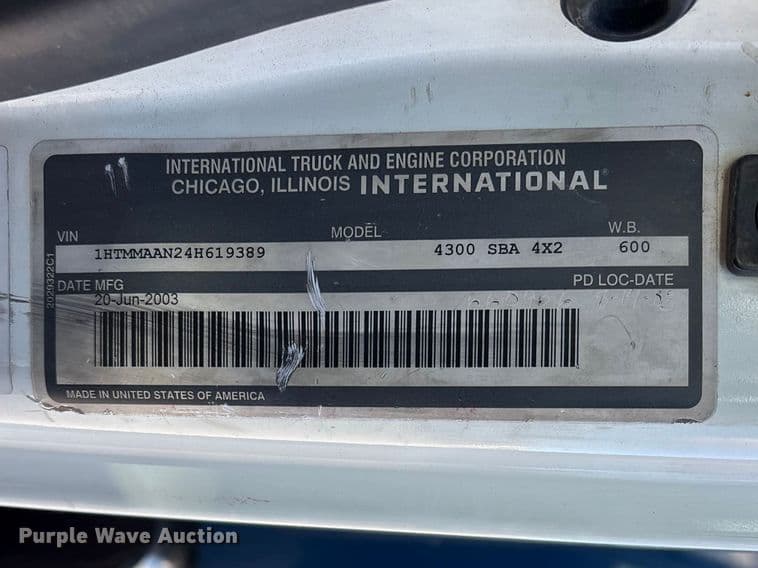 INTERNATIONAL TRUCK AND ENGINE CORPORATION
CHICAGO, ILLINOIS INTERNATIONAL
VIN MODEL W.B.
1HTMMAAN24H619389 4300 SBA 4X2 600
DATE MFG PD LOC-DATE
20-Jun-2003
MADE IN UNITED STATES OF AMERICA
2029322C1
Purple Wave Auction